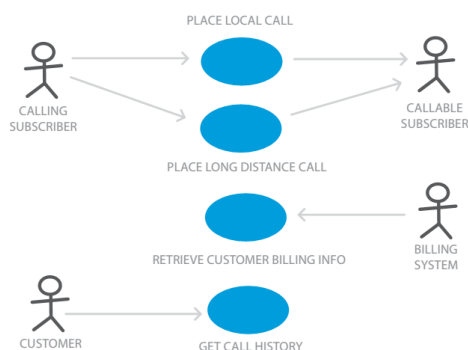 PLACE LOCAL CALL
CALLING
SUBSCRIBER
CALLABLE
SUBSCRIBER
PLACE LONG DISTANCE CALL
RETRIEVE CUSTOMER BILLING INFO
BILLING
SYSTEM
CUSTOMER
GET CALL HISTORY